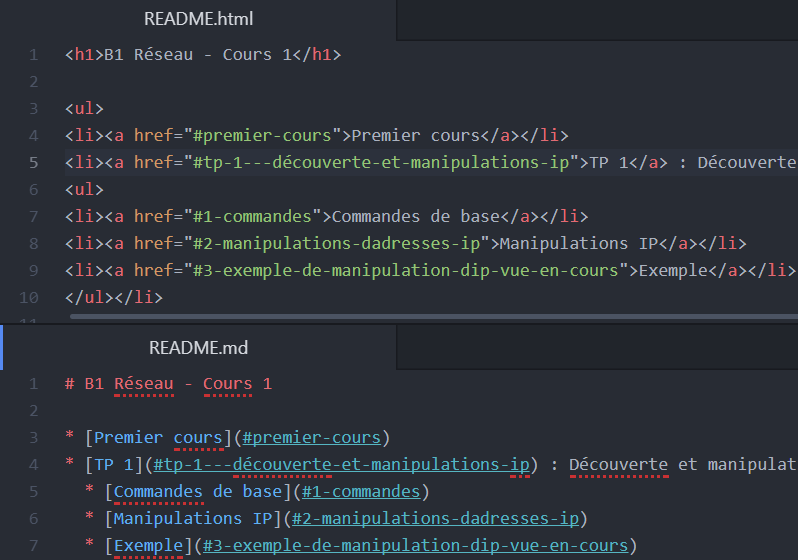 README.html
1 <h1>B1 Réseau - Cours 1</h1>
2
3 <ul>
4 <li><a href="#premier-cours">Premier cours</a></li>
5 <li><a href="#tp-1---découverte-et-manipulations-ip">TP 1</a> : Découverte
6 <ul>
7 <li><a href="#1-commandes">Commandes de base</a></li>
8 <li><a href="#2-manipulations-dadresses-ip">Manipulations IP</a></li>
9 <li><a href="#3-exemple-de-manipulation-dip-vue-en-cours">Exemple</a></li>
10 </ul></li>
README.md
1 # B1 Réseau - Cours 1
2
3 * [Premier cours](#premier-cours)
4 * [TP 1](#tp-1---découverte-et-manipulations-ip) : Découverte et manipulat
5   * [Commandes de base](#1-commandes)
6   * [Manipulations IP](#2-manipulations-dadresses-ip)
7   * [Exemple](#3-exemple-de-manipulation-dip-vue-en-cours)